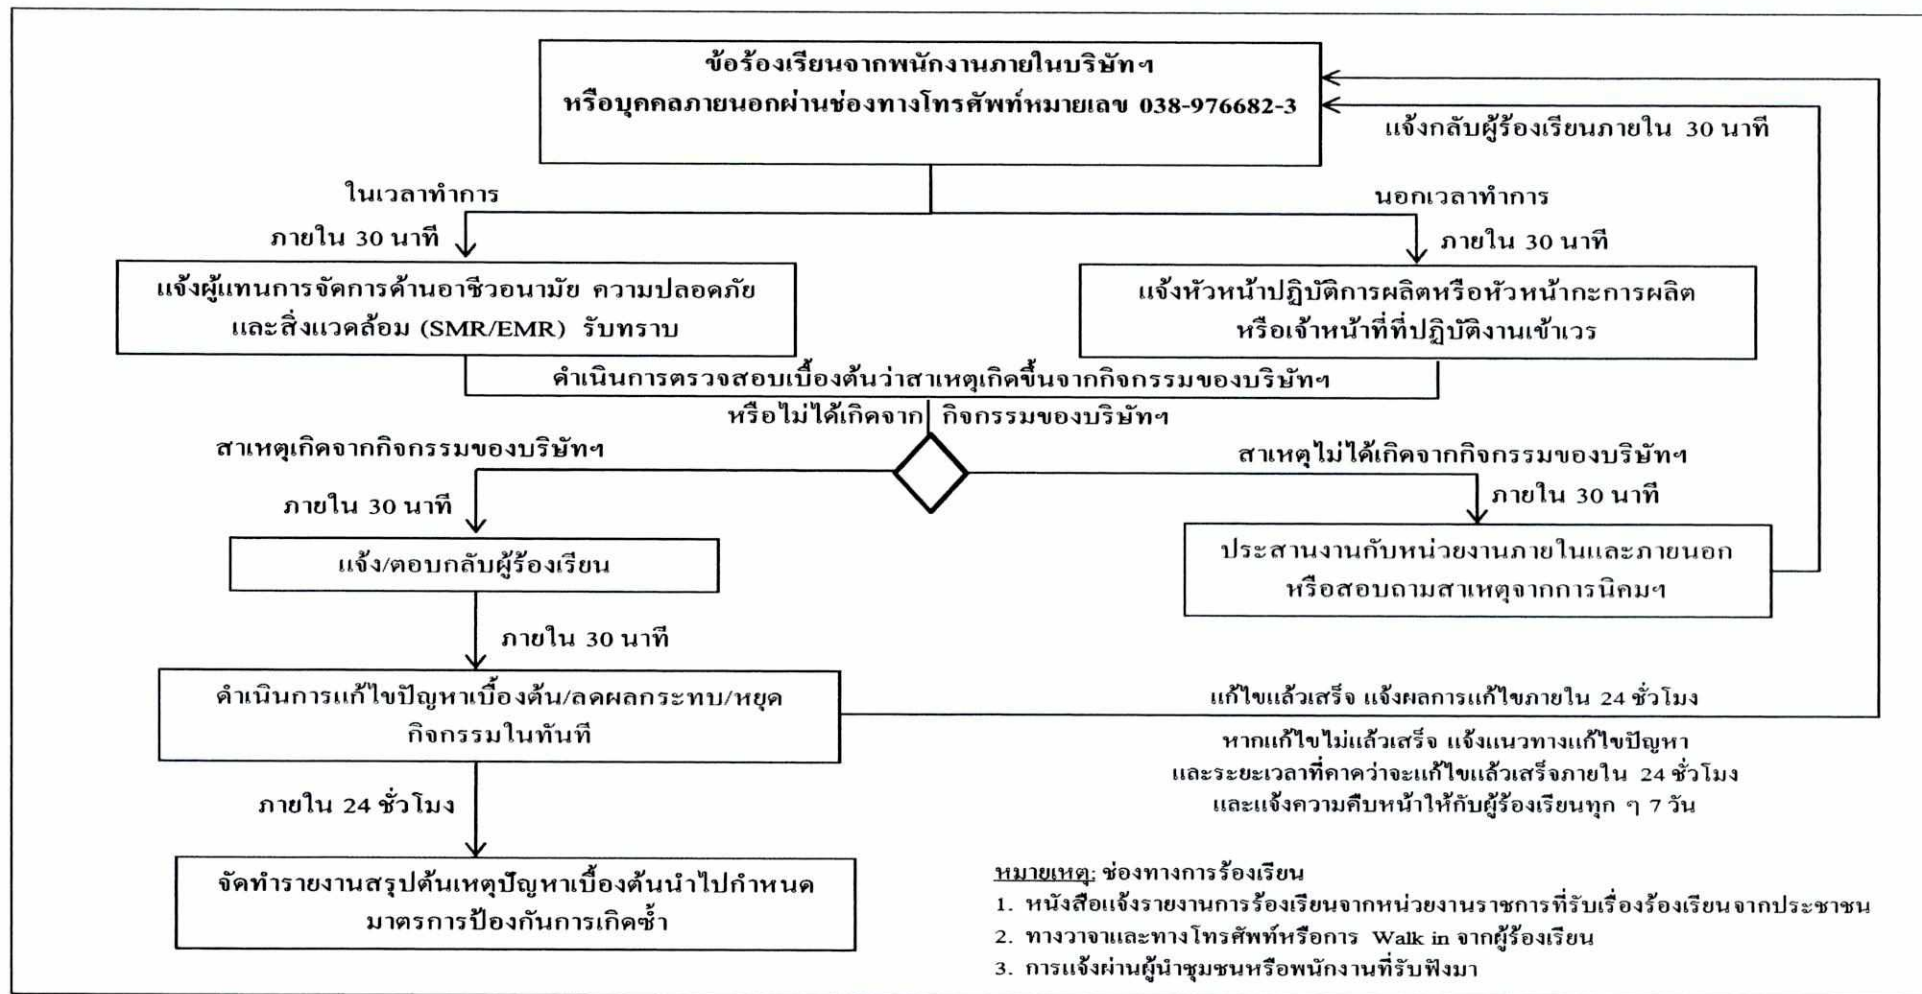 ข้อร้องเรียนจากพนักงานภายในบริษัทฯ
หรือบุคคลภายนอกผ่านช่องทางโทรศัพท์หมายเลข 038-976682-3
แจ้งกลับผู้ร้องเรียนภายใน 30 นาที
ในเวลาทำการ
นอกเวลาทำการ
ภายใน 30 นาที
ภายใน 30 นาที
แจ้งผู้แทนการจัดการด้านอาชีวอนามัย ความปลอดภัย
และสิ่งแวดล้อม (SMR/EMR) รับทราบ
แจ้งหัวหน้าปฏิบัติการผลิตหรือหัวหน้ากะการผลิต
หรือเจ้าหน้าที่ที่ปฏิบัติงานเข้าเวร
ดำเนินการตรวจสอบเบื้องต้นว่าสาเหตุเกิดขึ้นจากกิจกรรมของบริษัทฯ
หรือไม่ได้เกิดจาก กิจกรรมของบริษัทฯ
สาเหตุเกิดจากกิจกรรมของบริษัทฯ
สาเหตุไม่ได้เกิดจากกิจกรรมของบริษัทฯ
ภายใน 30 นาที
ภายใน 30 นาที
แจ้ง/ตอบกลับผู้ร้องเรียน
ประสานงานกับหน่วยงานภายในและภายนอก
หรือสอบถามสาเหตุจากการนิคมฯ
ภายใน 30 นาที
ดำเนินการแก้ไขปัญหาเบื้องต้น/ลดผลกระทบ/หยุด
กิจกรรมในทันที
แก้ไขแล้วเสร็จ แจ้งผลการแก้ไขภายใน 24 ชั่วโมง
หากแก้ไขไม่แล้วเสร็จ แจ้งแนวทางแก้ไขปัญหา
และระยะเวลาที่คาดว่าจะแก้ไขแล้วเสร็จภายใน 24 ชั่วโมง
และแจ้งความคืบหน้าให้กับผู้ร้องเรียนทุก ๆ 7 วัน
ภายใน 24 ชั่วโมง
จัดทำรายงานสรุปต้นเหตุปัญหาเบื้องต้นนำไปกำหนด
มาตรการป้องกันการเกิดซ้ำ
หมายเหตุ: ช่องทางการร้องเรียน
1. หนังสือแจ้งรายงานการร้องเรียนจากหน่วยงานราชการที่รับเรื่องร้องเรียนจากประชาชน
2. ทางวาจาและทางโทรศัพท์หรือการ Walk in จากผู้ร้องเรียน
3. การแจ้งผ่านผู้นำชุมชนหรือพนักงานที่รับฟังมา